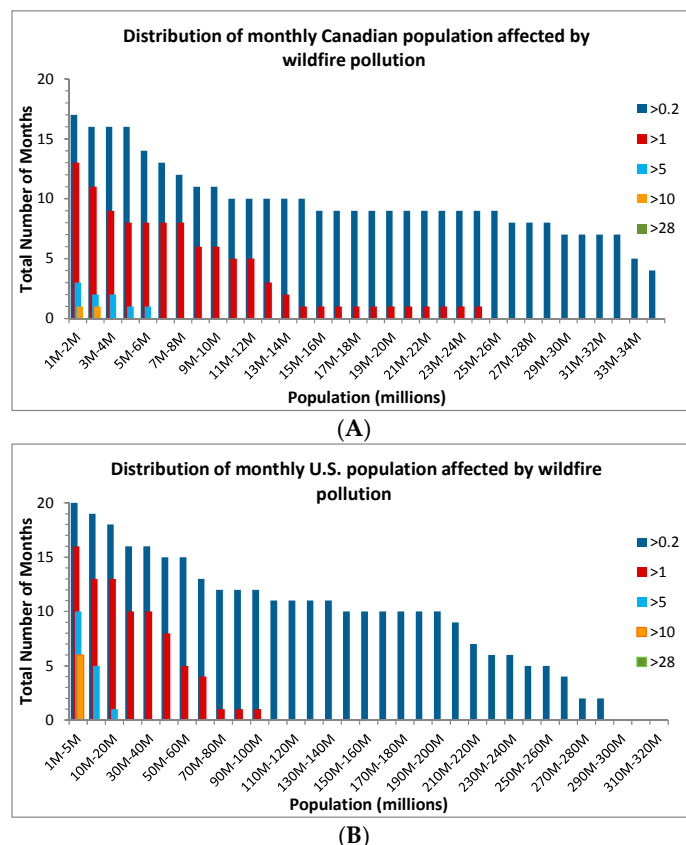 Distribution of monthly Canadian population affected by
wildfire pollution
Total Number of Months
20
15
10
5
0
>0.2
>1
>5
>10
>28
1M-2M
3M-4M
5M-6M
7M-8M
9M-10M
11M-12M
13M-14M
15M-16M
17M-18M
19M-20M
21M-22M
23M-24M
25M-26M
27M-28M
29M-30M
31M-32M
33M-34M
Population (millions)
(A)
Distribution of monthly U.S. population affected by wildfire
pollution
Total Number of Months
20
15
10
5
0
>0.2
>1
>5
>10
>28
1M-5M
10M-20M
30M-40M
50M-60M
70M-80M
90M-100M
110M-120M
130M-140M
150M-160M
170M-180M
190M-200M
210M-220M
230M-240M
250M-260M
270M-280M
290M-300M
310M-320M
Population (millions)
(B)